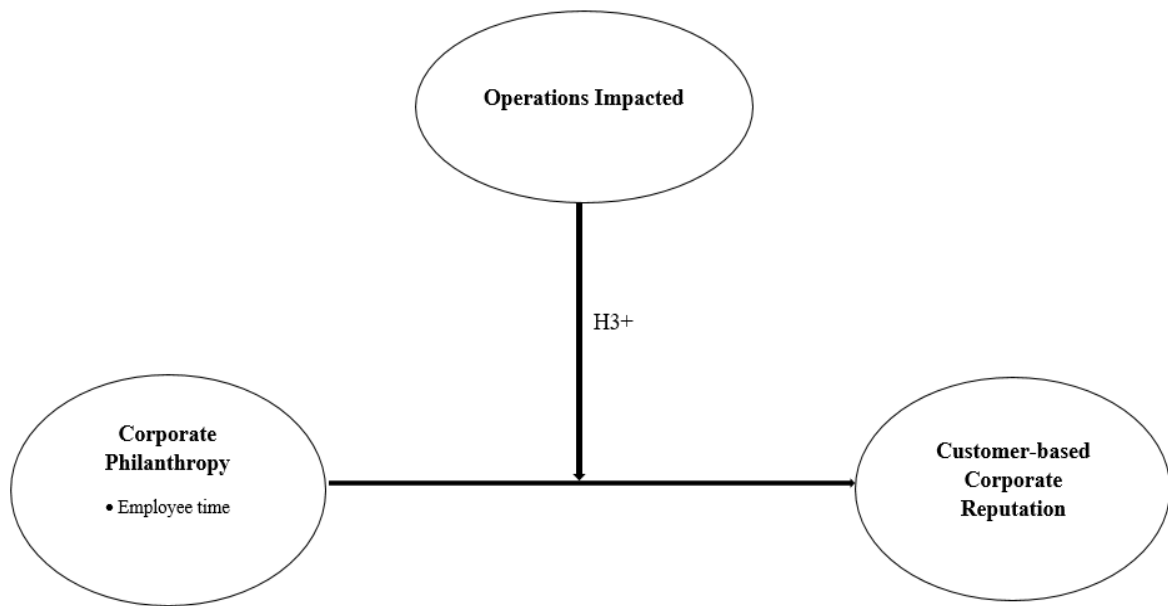 Operations Impacted
H3+
Corporate
Philanthropy
• Employee time
Customer-based
Corporate
Reputation